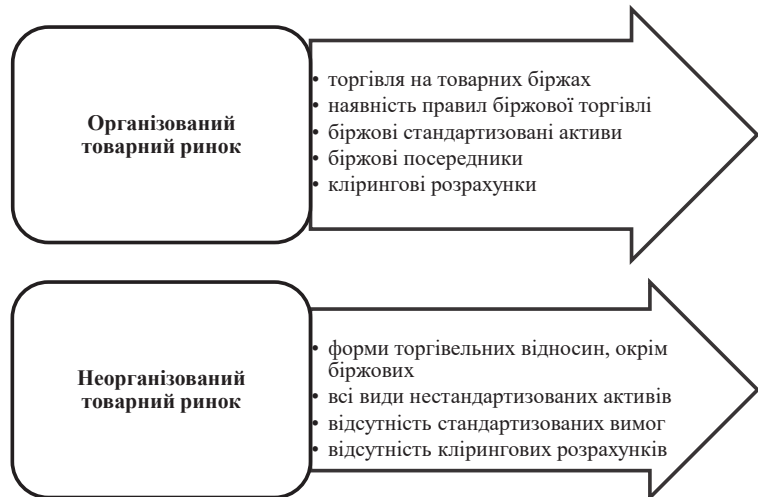 Організований
товарний ринок
• торгівля на товарних біржах
• наявність правил біржової торгівлі
• біржові стандартизовані активи
• біржові посередники
• клірингові розрахунки
Неорганізований
товарний ринок
• форми торгівельних відносин, окрім
біржових
• всі види нестандартизованих активів
• відсутність стандартизованих вимог
• відсутність клірингових розрахунків